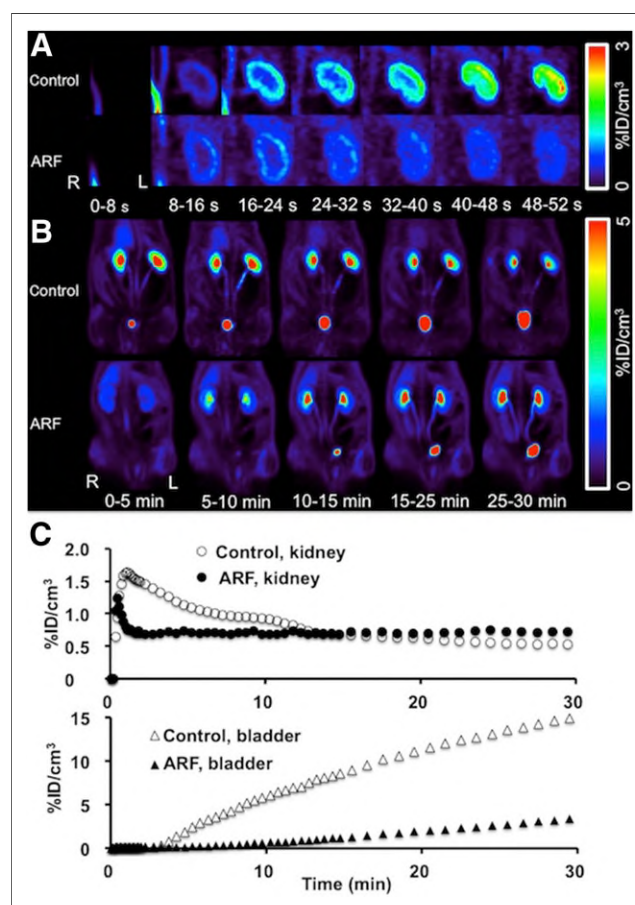 A
Control
ARF
R
L
0-8 s
8-16 s
16-24 s
24-32 s
32-40 s
40-48 s
48-52 s
3
%ID/cm³
0
B
Control
ARF
R
L
0-5 min
5-10 min
10-15 min
15-25 min
25-30 min
5
%ID/cm³
0
C
%ID/cm³
2.0
1.5
1.0
0.5
0
Control, kidney
ARF, kidney
0
10
20
30
%ID/cm³
15
10
5
0
Control, bladder
ARF, bladder
0
10
20
30
Time (min)